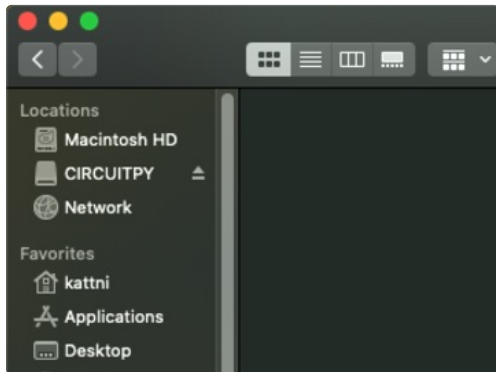 Locations
Macintosh HD
CIRCUITPY
Network
Favorites
kattni
Applications
Desktop